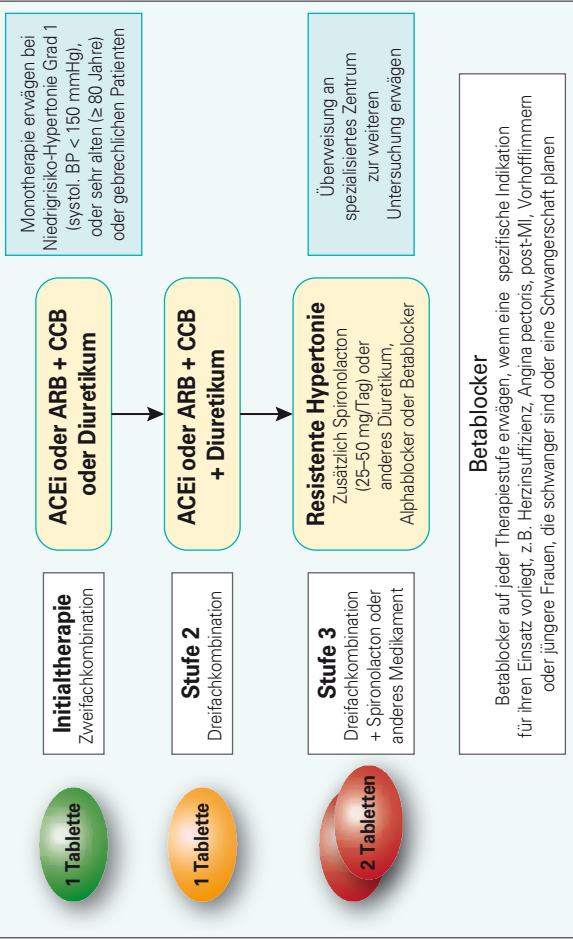 1 Tablette
Initialtherapie
Zweifachkombination
ACEi oder ARB + CCB
oder Diuretikum
Monotherapie erwägen bei
Niedrigrisiko-Hypertonie Grad 1
(systol. BP < 150 mmHg),
oder sehr alten (≥ 80 Jahre)
oder gebrechlichen Patienten
1 Tablette
Stufe 2
Dreifachkombination
ACEi oder ARB + CCB
+ Diuretikum
2 Tabletten
Stufe 3
Dreifachkombination
+ Spironolacton oder
anderes Medikament
Resistente Hypertonie
Zusätzlich Spironolacton
(25–50 mg/Tag) oder
anderes Diuretikum,
Alphablocker oder Betablocker
Überweisung an
spezialisiertes Zentrum
zur weiteren
Untersuchung erwägen
Betablocker
Betablocker auf jeder Therapiestufe erwägen, wenn eine spezifische Indikation
für ihren Einsatz vorliegt, z.B. Herzinsuffizienz, Angina pectoris, post-MI, Vorhofflimmern
oder jüngere Frauen, die schwanger sind oder eine Schwangerschaft planen